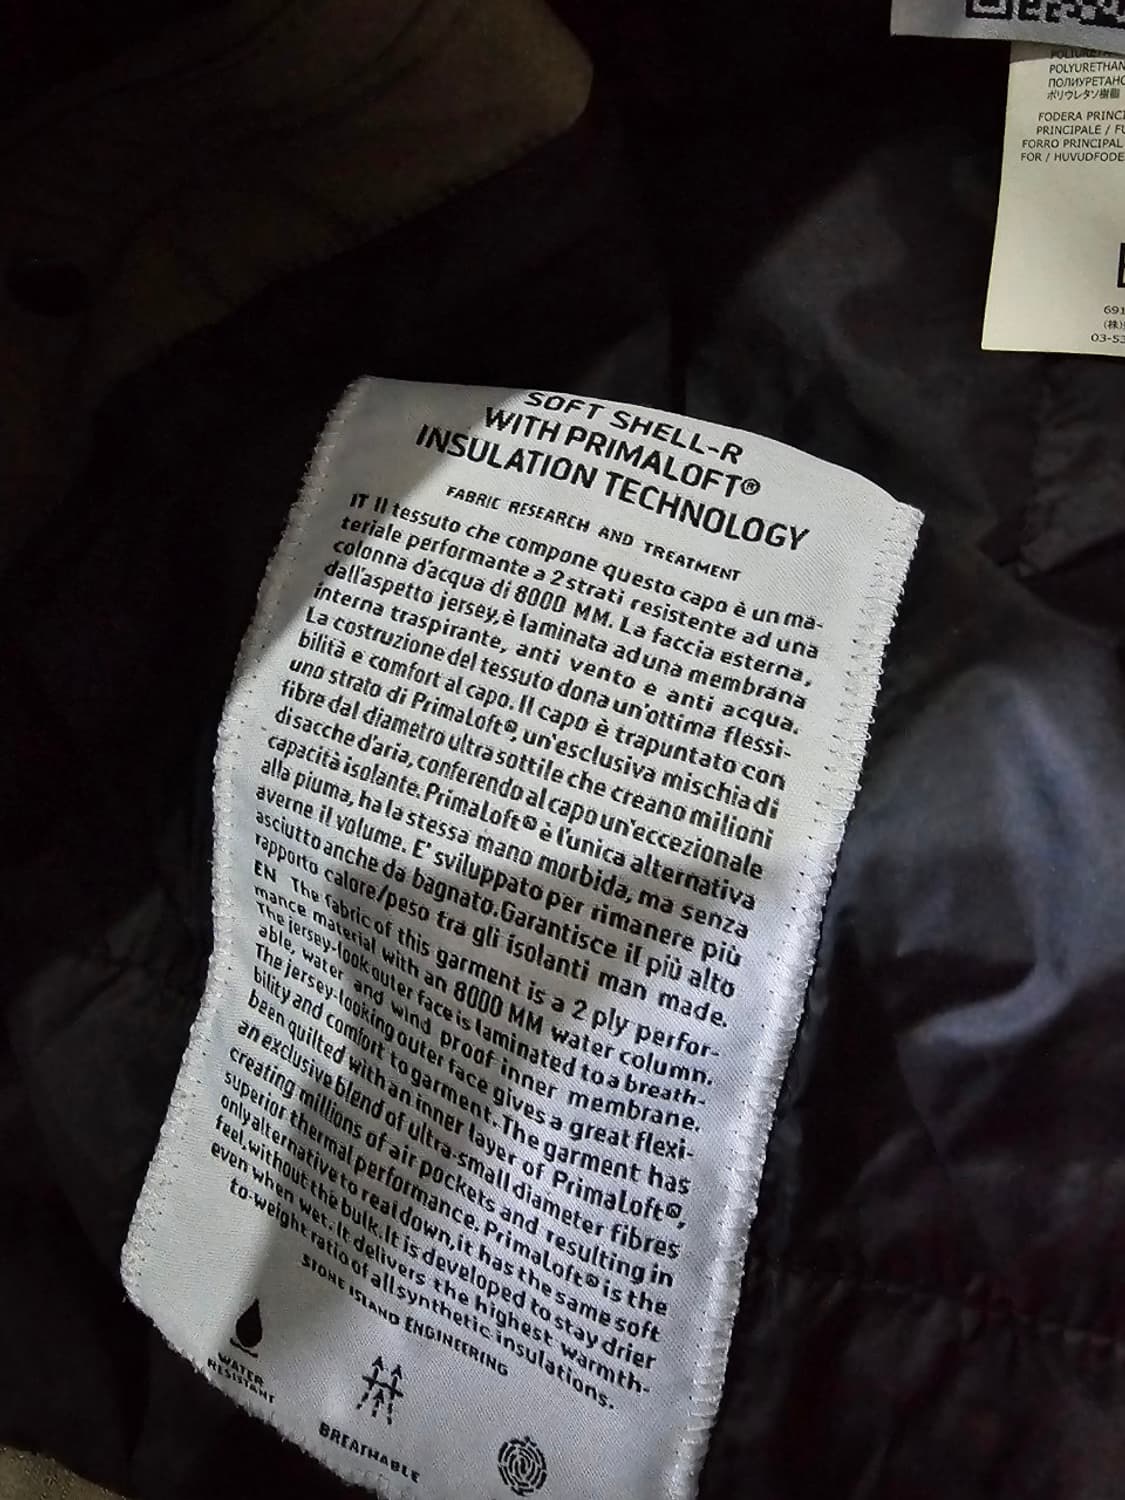 POLYURETHAN
ПОЛИУРЕТАНО
ポリウレタン樹脂
FODERA PRINCI
PRINCIPALE / FU
FORRO PRINCIPAL
FOR / HUVUDFODE
691
(株)
03-53
SOFT SHELL-R
WITH PRIMALOFT®
INSULATION TECHNOLOGY
FABRIC RESEARCH AND TREATMENT
IT Il tessuto che compone questo capo è un ma-
teriale performante a 2 strati resistente ad una
colonna d'acqua di 8000 MM. La faccia esterna,
dall'aspetto jersey, è laminata ad una membrana
interna traspirante, anti vento e anti acqua.
La costruzione del tessuto dona un'ottima flessi-
bilità e comfort al capo. Il capo è trapuntato con
uno strato di PrimaLoft®, un'esclusiva mischia di
fibre dal diametro ultra sottile che creano milioni
di sacche d'aria, conferendo al capo un'eccezionale
capacità isolante. PrimaLoft® è l'unica alternativa
alla piuma, ha la stessa mano morbida, ma senza
averne il volume. E' sviluppato per rimanere più
asciutto anche da bagnato. Garantisce il più alto
rapporto calore/peso tra gli isolanti man made.
EN The fabric of this garment is a 2 ply perfor-
mance material with an 8000 MM water column.
The jersey-look outer face is laminated to a breath-
able, water and wind proof inner membrane.
The jersey-looking outer face gives a great flexi-
bility and comfort to garment. The garment has
been quilted with an inner layer of PrimaLoft®,
an exclusive blend of ultra-small diameter fibres
creating millions of air pockets and resulting in
superior thermal performance. PrimaLoft® is the
only alternative to real down, it has the same soft
feel, without the bulk. It is developed to stay drier
even when wet. It delivers the highest warmth-
to-weight ratio of all synthetic insulations.
STONE ISLAND ENGINEERING
WATER
RESISTANT
BREATHABLE